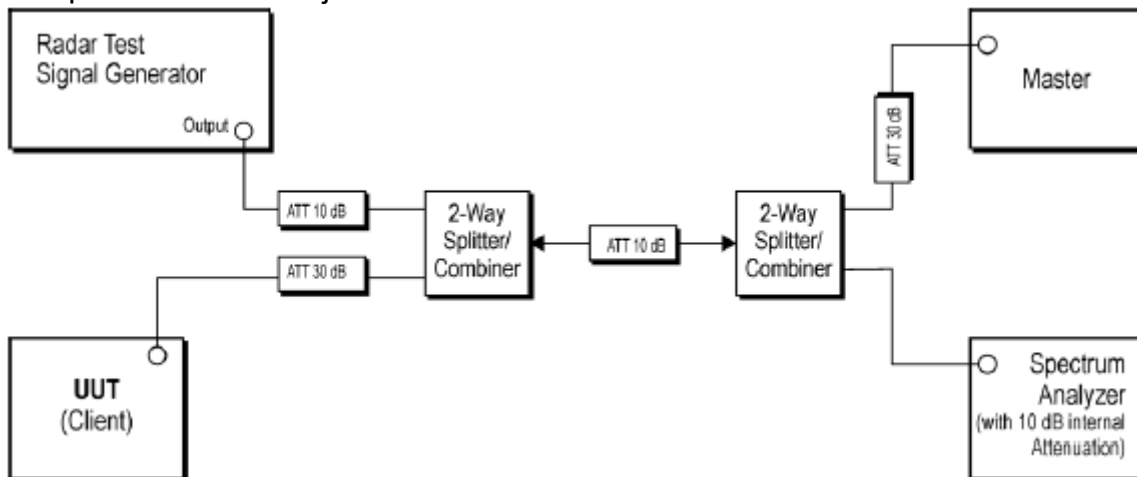 Radar Test
Signal Generator
Output
Master
ATT 30 dB
ATT 10 dB
2-Way
Splitter/
Combiner
ATT 10 dB
2-Way
Splitter/
Combiner
ATT 30 dB
UUT
(Client)
Spectrum
Analyzer
(with 10 dB internal
Attenuation)